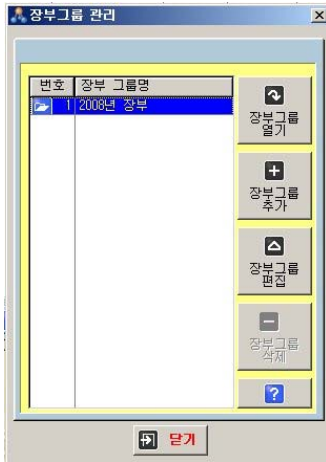 장부그룹 관리
번호 장부 그룹명
1 2008년 장부
장부그룹
열기
장부그룹
추가
장부그룹
편집
장부그룹
삭제
?
닫기